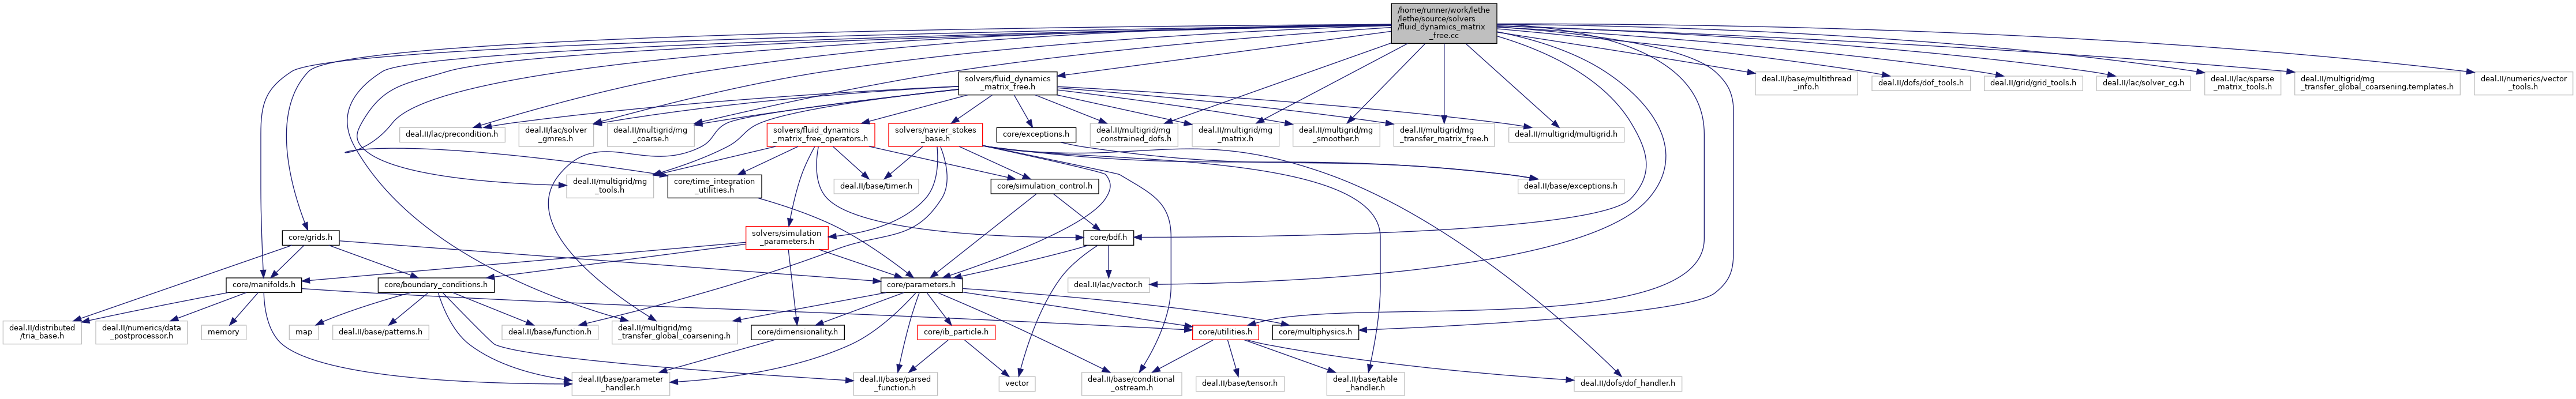 /home/runner/work/lethe
/lethe/source/solvers
/fluid_dynamics_matrix
_free.cc
solvers/fluid_dynamics
_matrix_free.h
deal.II/base/multithread
_info.h
deal.II/dofs/dof_tools.h
deal.II/grid/grid_tools.h
deal.II/lac/solver_cg.h
deal.II/lac/sparse
_matrix_tools.h
deal.II/multigrid/mg
_transfer_global_coarsening.templates.h
deal.II/numerics/vector
_tools.h
deal.II/lac/precondition.h
deal.II/lac/solver
_gmres.h
deal.II/multigrid/mg
_coarse.h
solvers/fluid_dynamics
_matrix_free_operators.h
solvers/navier_stokes
_base.h
core/exceptions.h
deal.II/multigrid/mg
_constrained_dofs.h
deal.II/multigrid/mg
_matrix.h
deal.II/multigrid/mg
_smoother.h
deal.II/multigrid/mg
_transfer_matrix_free.h
deal.II/multigrid/multigrid.h
deal.II/multigrid/mg
_tools.h
core/time_integration
_utilities.h
deal.II/base/timer.h
core/simulation_control.h
deal.II/base/exceptions.h
core/grids.h
solvers/simulation
_parameters.h
core/bdf.h
core/manifolds.h
core/boundary_conditions.h
core/parameters.h
deal.II/lac/vector.h
deal.II/distributed
/tria_base.h
deal.II/numerics/data
_postprocessor.h
memory
map
deal.II/base/patterns.h
deal.II/base/function.h
deal.II/multigrid/mg
_transfer_global_coarsening.h
core/dimensionality.h
core/ib_particle.h
core/utilities.h
core/multiphysics.h
deal.II/base/parameter
_handler.h
deal.II/base/parsed
_function.h
vector
deal.II/base/conditional
_ostream.h
deal.II/base/tensor.h
deal.II/base/table
_handler.h
deal.II/dofs/dof_handler.h